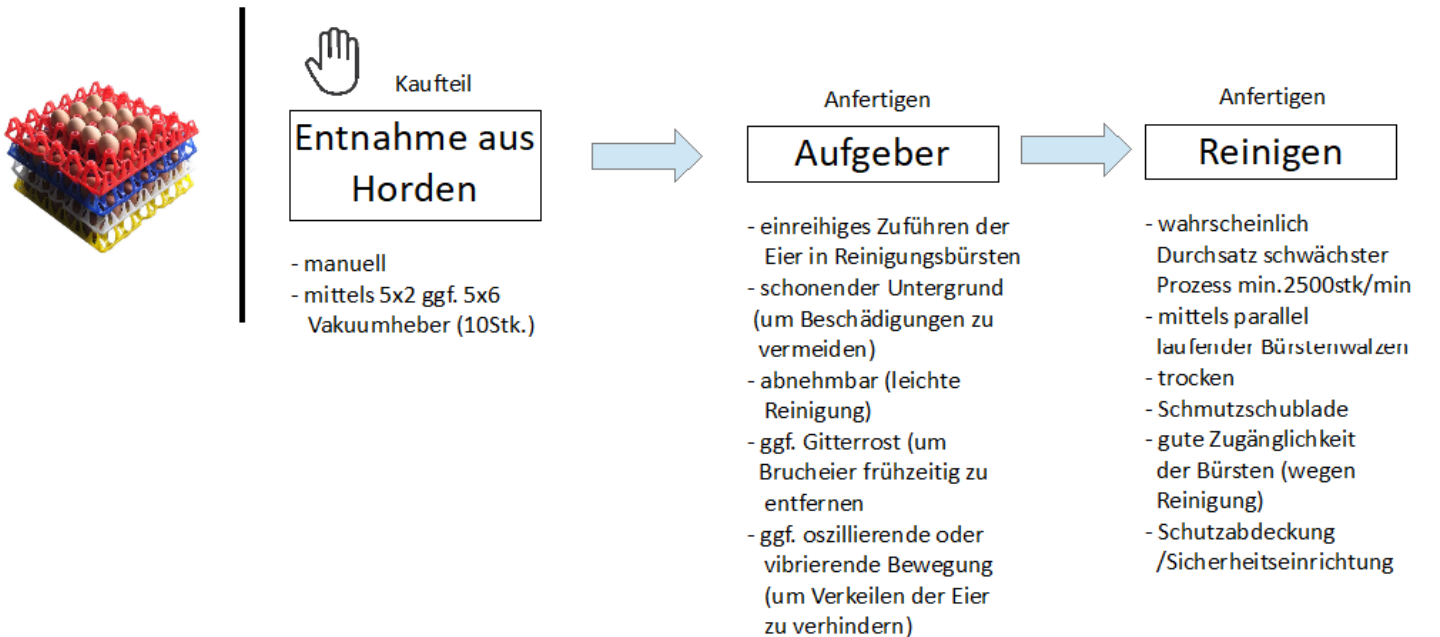 Kaufteil
Entnahme aus
Horden
- manuell
- mittels 5x2 ggf. 5x6
Vakuumheber (10Stk.)
Anfertigen
Aufgeber
- einreihiges Zuführen der
Eier in Reinigungsbürsten
- schonender Untergrund
(um Beschädigungen zu
vermeiden)
- abnehmbar (leichte
Reinigung)
- ggf. Gitterrost (um
Brucheier frühzeitig zu
entfernen
- ggf. oszillierende oder
vibrierende Bewegung
(um Verkeilen der Eier
zu verhindern)
Anfertigen
Reinigen
- wahrscheinlich
Durchsatz schwächster
Prozess min.2500stk/min
- mittels parallel
laufender Bürstenwalzen
- trocken
- Schmutzschublade
- gute Zugänglichkeit
der Bürsten (wegen
Reinigung)
- Schutzabdeckung
/Sicherheitseinrichtung